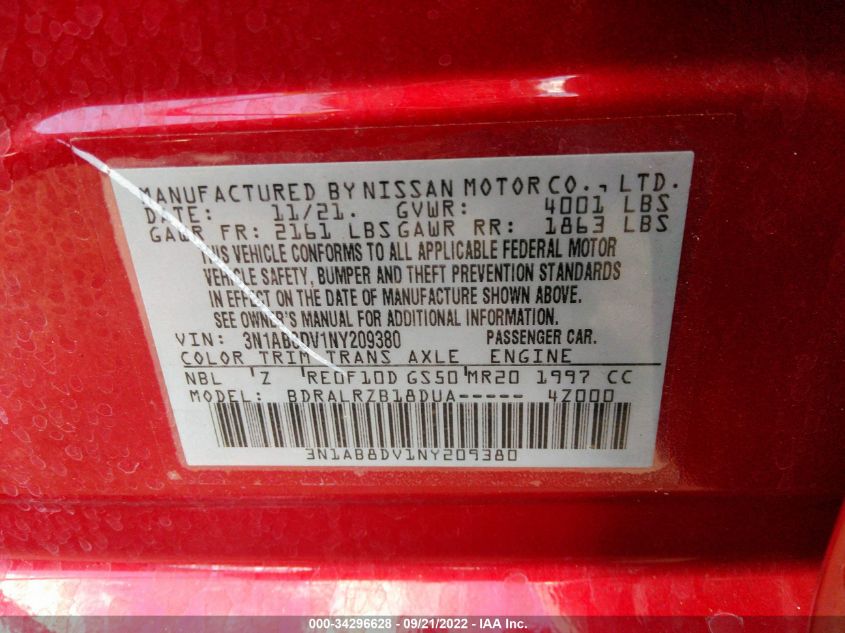 MANUFACTURED BY NISSAN MOTOR CO., LTD.
DATE: 11/21. GVWR: 4001 LBS
GAWR FR: 2161 LBS GAWR RR: 1863 LBS
THIS VEHICLE CONFORMS TO ALL APPLICABLE FEDERAL MOTOR
VEHICLE SAFETY, BUMPER AND THEFT PREVENTION STANDARDS
IN EFFECT ON THE DATE OF MANUFACTURE SHOWN ABOVE.
SEE OWNER'S MANUAL FOR ADDITIONAL INFORMATION.
VIN: 3N1AB8DV1NY209380 PASSENGER CAR.
COLOR TRIM TRANS AXLE ENGINE
NBL Z RE0F10D GS50 MR20 1997 CC
MODEL: BDRALRZB18DUA----- 4Z000
3N1AB8DV1NY209380
000-34296628 - 09/21/2022 - IAA Inc.